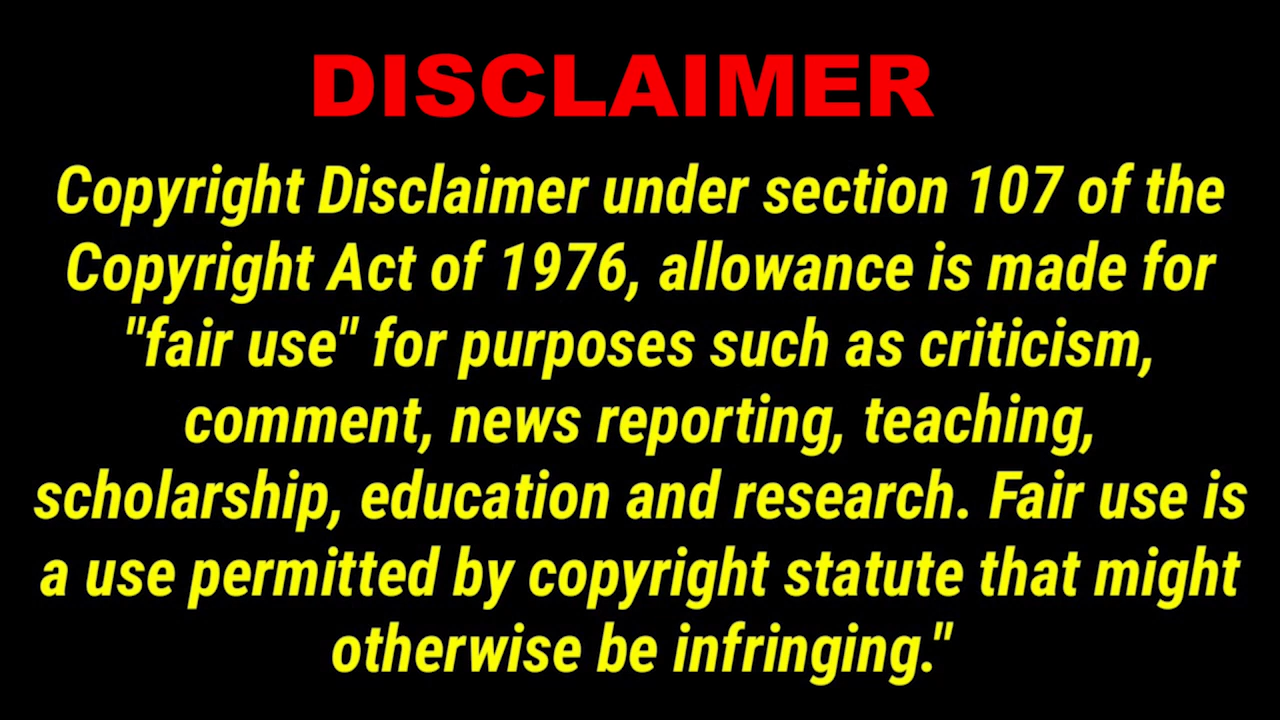 DISCLAIMER
Copyright Disclaimer under section 107 of the
Copyright Act of 1976, allowance is made for
"fair use" for purposes such as criticism,
comment, news reporting, teaching,
scholarship, education and research. Fair use is
a use permitted by copyright statute that might
otherwise be infringing."